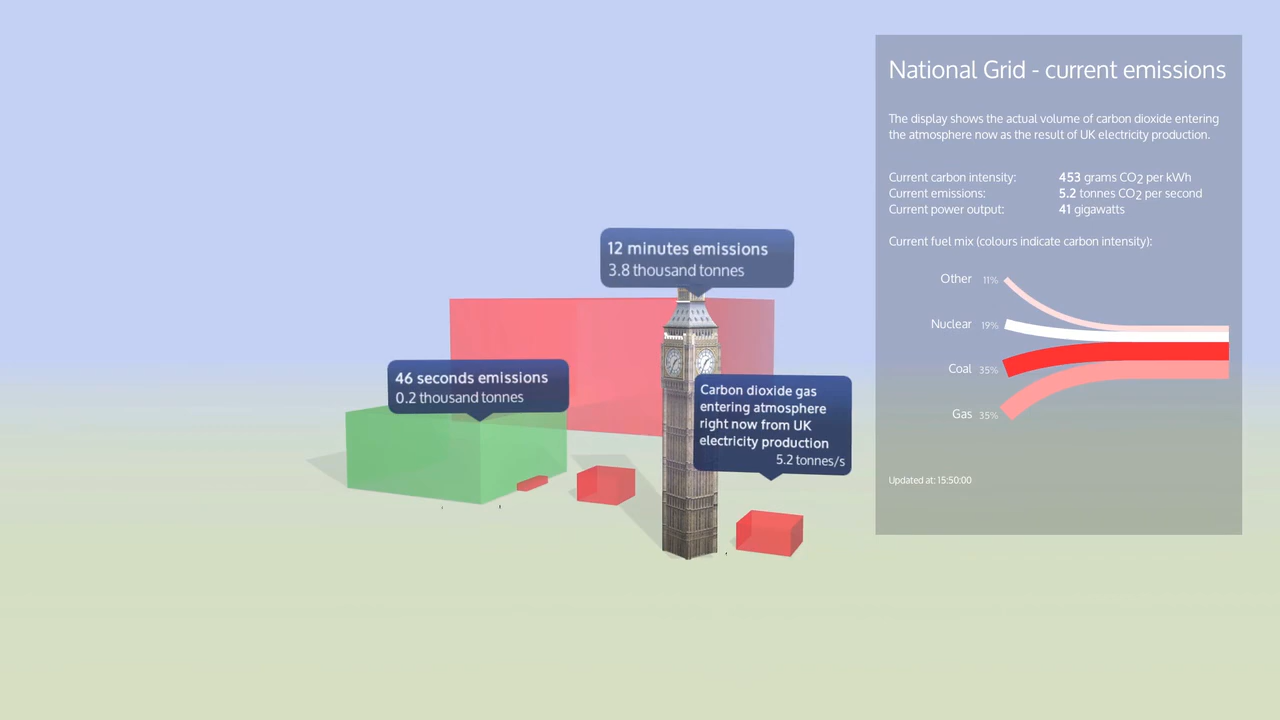 National Grid - current emissions
The display shows the actual volume of carbon dioxide entering
the atmosphere now as the result of UK electricity production.
Current carbon intensity: 453 grams CO2 per kWh
Current emissions: 5.2 tonnes CO2 per second
Current power output: 41 gigawatts
Current fuel mix (colours indicate carbon intensity):
Other 11%
Nuclear 19%
Coal 35%
Gas 35%
Updated at: 15:50:00
12 minutes emissions
3.8 thousand tonnes
46 seconds emissions
0.2 thousand tonnes
Carbon dioxide gas
entering atmosphere
right now from UK
electricity production
5.2 tonnes/s